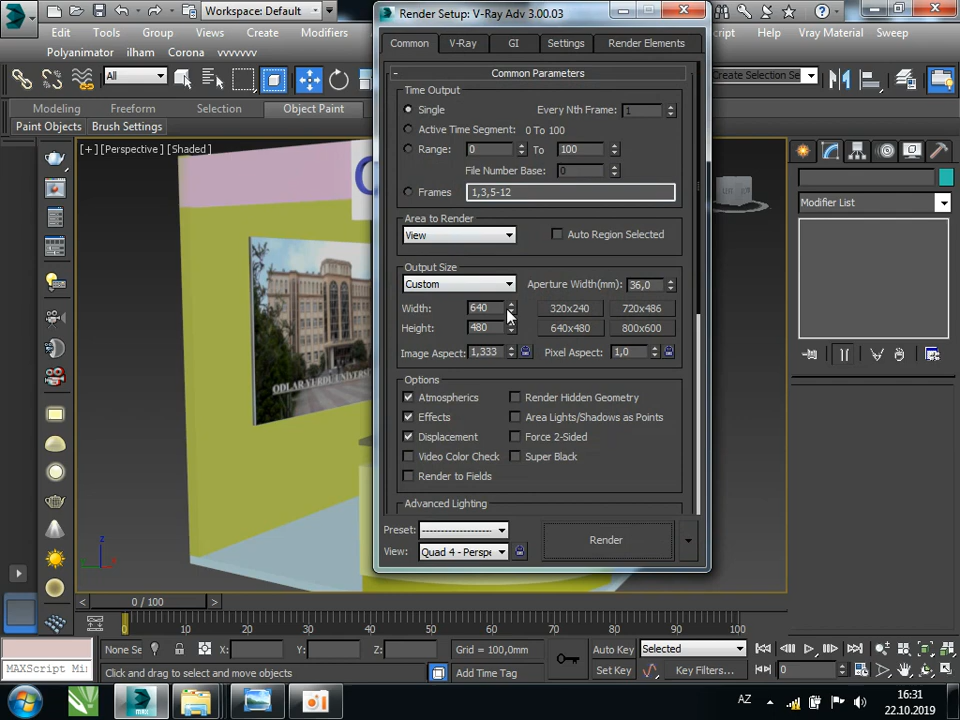 Workspace: Default
Render Setup: V-Ray Adv 3.00.03
Edit Tools Group Views Create Modifiers
Help Vray Material Sweep
Polyanimator ilham Corona vvvvvvv
Common V-Ray GI Settings Render Elements
All
Create Selection Se
- Common Parameters
Time Output
Single Every Nth Frame: 1
Active Time Segment: 0 To 100
Range: 0 To 100
File Number Base: 0
Frames 1,3,5-12
Modeling Freeform Selection Object Paint
Paint Objects Brush Settings
[+] [Perspective] [Shaded]
Modifier List
Area to Render
View Auto Region Selected
Output Size
Custom Aperture Width(mm): 36,0
Width: 640 320x240 720x486
Height: 480 640x480 800x600
Image Aspect: 1,333 Pixel Aspect: 1,0
ODLAR YURDU UNIVERSI
Options
Atmospherics Render Hidden Geometry
Effects Area Lights/Shadows as Points
Displacement Force 2-Sided
Video Color Check Super Black
Render to Fields
Advanced Lighting
Preset: --------------------
Render
View: Quad 4 - Perspe
z
< 0 / 100 >
0 10 20 30 40 50 60 70 80 90 100
None Se X: Y: Z: Grid = 100,0mm Auto Key Selected
MAXScript Mi Click and drag to select and move objects Add Time Tag Set Key Key Filters... 0
AZ 16:31
22.10.2019